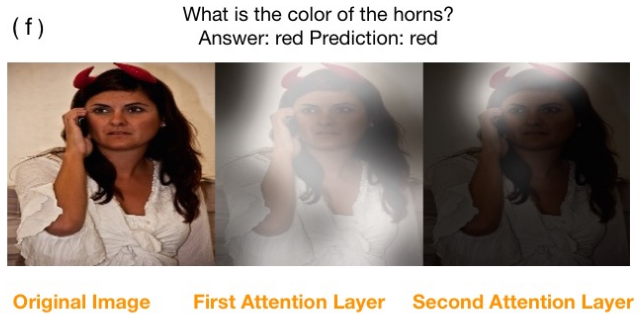 (f)
What is the color of the horns?
Answer: red Prediction: red
Original Image
First Attention Layer
Second Attention Layer